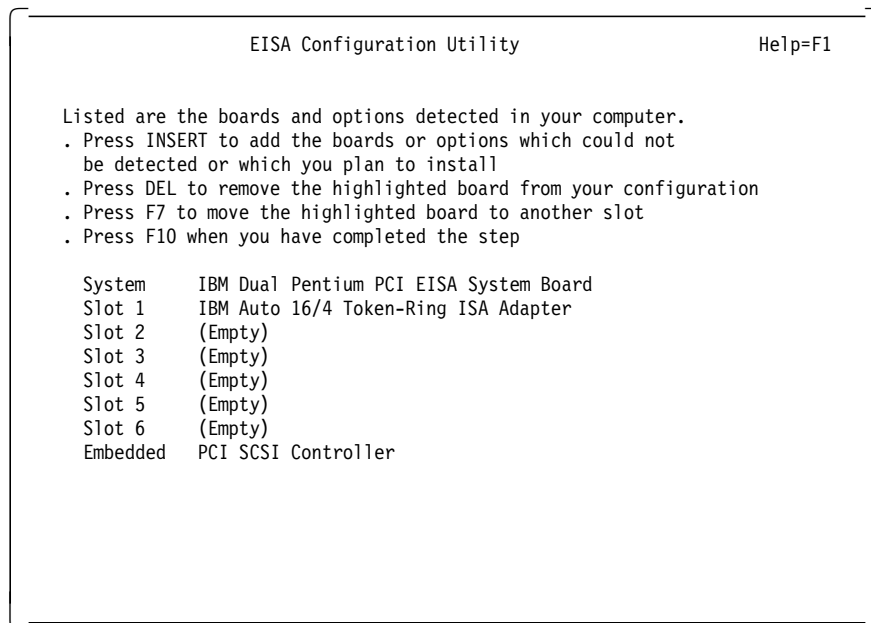 EISA Configuration Utility Help=F1
Listed are the boards and options detected in your computer.
. Press INSERT to add the boards or options which could not
be detected or which you plan to install
. Press DEL to remove the highlighted board from your configuration
. Press F7 to move the highlighted board to another slot
. Press F10 when you have completed the step
System IBM Dual Pentium PCI EISA System Board
Slot 1 IBM Auto 16/4 Token-Ring ISA Adapter
Slot 2 (Empty)
Slot 3 (Empty)
Slot 4 (Empty)
Slot 5 (Empty)
Slot 6 (Empty)
Embedded PCI SCSI Controller